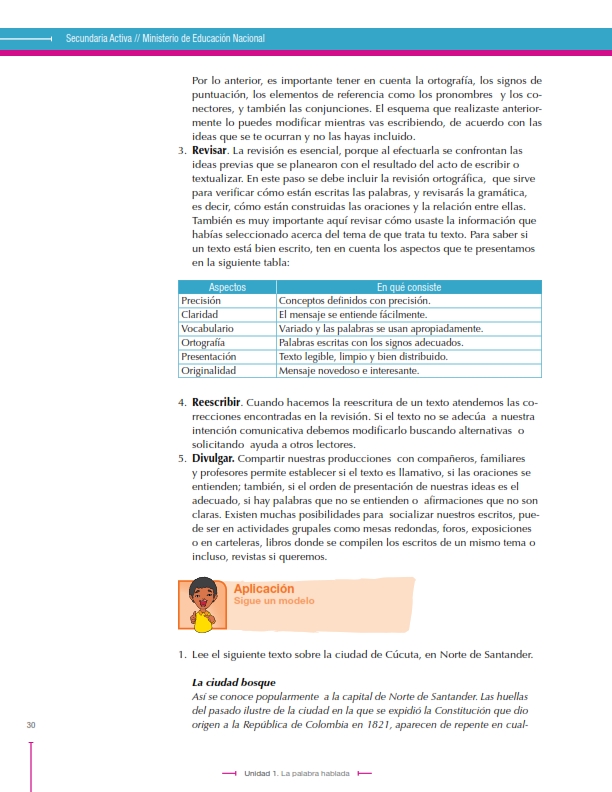 Secundaria Activa // Ministerio de Educación Nacional
Por lo anterior, es importante tener en cuenta la ortografía, los signos de
puntuación, los elementos de referencia como los pronombres y los co-
nectores, y también las conjunciones. El esquema que realizaste anterior-
mente lo puedes modificar mientras vas escribiendo, de acuerdo con las
ideas que se te ocurran y no las hayas incluido.
3. Revisar. La revisión es esencial, porque al efectuarla se confrontan las
ideas previas que se planearon con el resultado del acto de escribir o
textualizar. En este paso se debe incluir la revisión ortográfica, que sirve
para verificar cómo están escritas las palabras, y revisarás la gramática,
es decir, cómo están construidas las oraciones y la relación entre ellas.
También es muy importante aquí revisar cómo usaste la información que
habías seleccionado acerca del tema de que trata tu texto. Para saber si
un texto está bien escrito, ten en cuenta los aspectos que te presentamos
en la siguiente tabla:
Aspectos En qué consiste
Precisión Conceptos definidos con precisión.
Claridad El mensaje se entiende fácilmente.
Vocabulario Variado y las palabras se usan apropiadamente.
Ortografía Palabras escritas con los signos adecuados.
Presentación Texto legible, limpio y bien distribuido.
Originalidad Mensaje novedoso e interesante.
4. Reescribir. Cuando hacemos la reescritura de un texto atendemos las co-
rrecciones encontradas en la revisión. Si el texto no se adecúa a nuestra
intención comunicativa debemos modificarlo buscando alternativas o
solicitando ayuda a otros lectores.
5. Divulgar. Compartir nuestras producciones con compañeros, familiares
y profesores permite establecer si el texto es llamativo, si las oraciones se
entienden; también, si el orden de presentación de nuestras ideas es el
adecuado, si hay palabras que no se entienden o afirmaciones que no son
claras. Existen muchas posibilidades para socializar nuestros escritos, pue-
de ser en actividades grupales como mesas redondas, foros, exposiciones
o en carteleras, libros donde se compilen los escritos de un mismo tema o
incluso, revistas si queremos.
Aplicación
Sigue un modelo
1. Lee el siguiente texto sobre la ciudad de Cúcuta, en Norte de Santander.
La ciudad bosque
Así se conoce popularmente a la capital de Norte de Santander. Las huellas
del pasado ilustre de la ciudad en la que se expidió la Constitución que dio
origen a la República de Colombia en 1821, aparecen de repente en cual-
30
Unidad 1. La palabra hablada